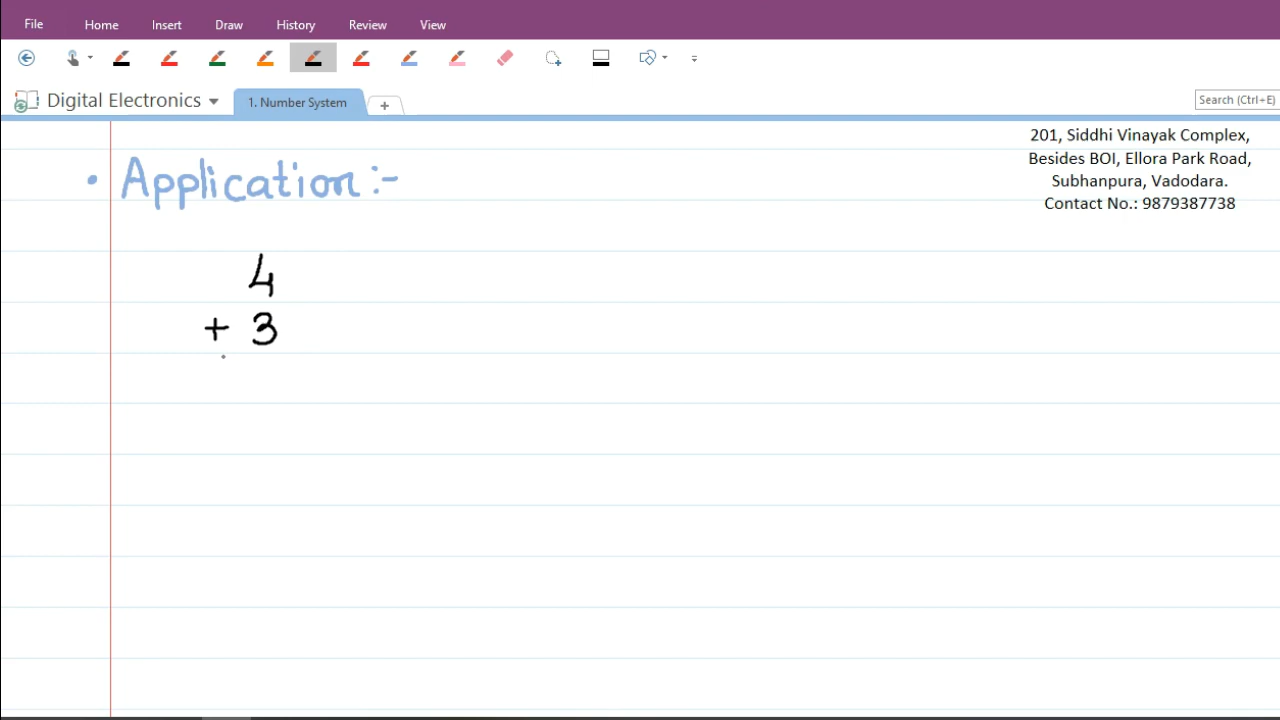 File Home Insert Draw History Review View
Digital Electronics 1. Number System +
Search (Ctrl+E)
201, Siddhi Vinayak Complex,
Besides BOI, Ellora Park Road,
Subhanpura, Vadodara.
Contact No.: 9879387738
• Application :-
4
+ 3